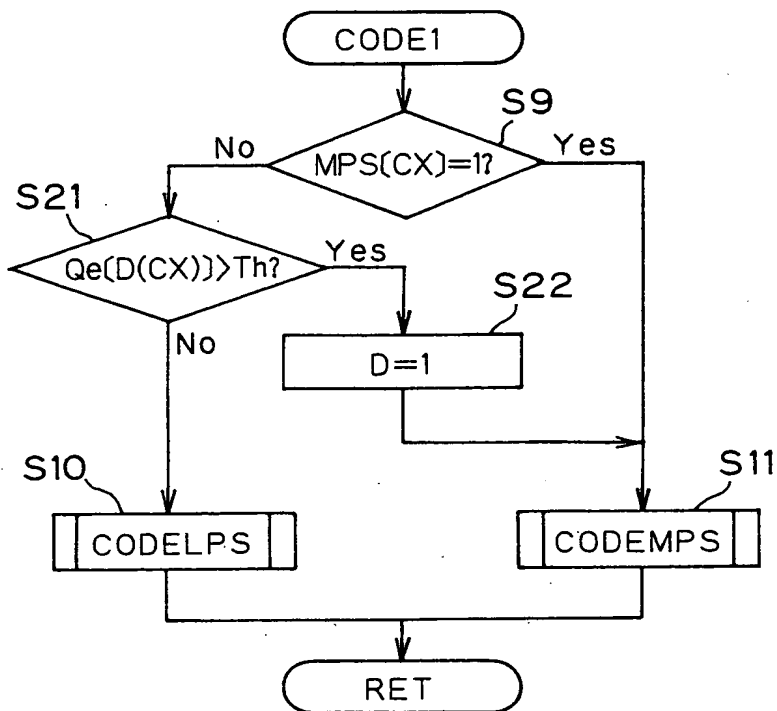 CODE1
S9
No
MPS(CX)=1?
Yes
S21
Qe(D(CX))>Th?
Yes
S22
D=1
No
S10
CODELPS
S11
CODEMPS
RET